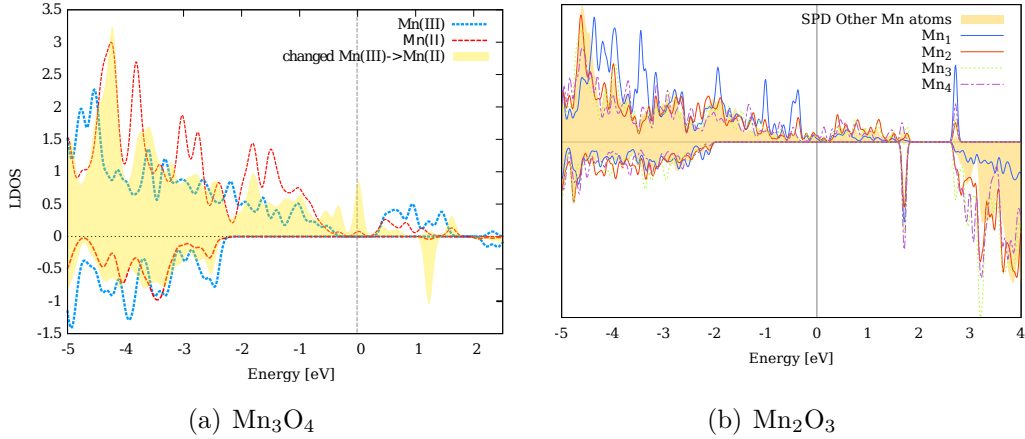 3.5
3
2.5
2
1.5
1
0.5
0
-0.5
-1
-1.5
LDOS
-5 -4 -3 -2 -1 0 1 2
Energy [eV]
Mn(III)
Mn(II)
changed Mn(III)->Mn(II)
(a) Mn₃O₄
SPD Other Mn atoms
Mn₁
Mn₂
Mn₃
Mn₄
-5 -4 -3 -2 -1 0 1 2 3 4
Energy [eV]
(b) Mn₂O₃